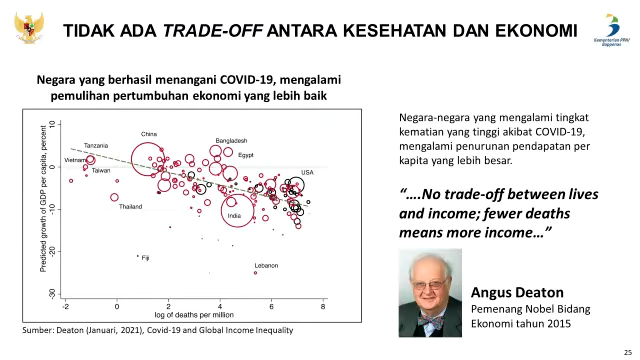 TIDAK ADA TRADE-OFF ANTARA KESEHATAN DAN EKONOMI
Kementerian PPN/
Bappenas
Negara yang berhasil menangani COVID-19, mengalami
pemulihan pertumbuhan ekonomi yang lebih baik
Predicted growth of GDP per capita, percent
10
0
-10
-20
-30
China
Tanzania
Bangladesh
Vietnam
Egypt
Taiwan
USA
Thailand
India
Fiji
Lebanon
-2
0
2
4
6
8
log of deaths per million
Sumber: Deaton (Januari, 2021), Covid-19 and Global Income Inequality
Negara-negara yang mengalami tingkat
kematian yang tinggi akibat COVID-19,
mengalami penurunan pendapatan per
kapita yang lebih besar.
“....No trade-off between lives
and income; fewer deaths
means more income...”
Angus Deaton
Pemenang Nobel Bidang
Ekonomi tahun 2015
25